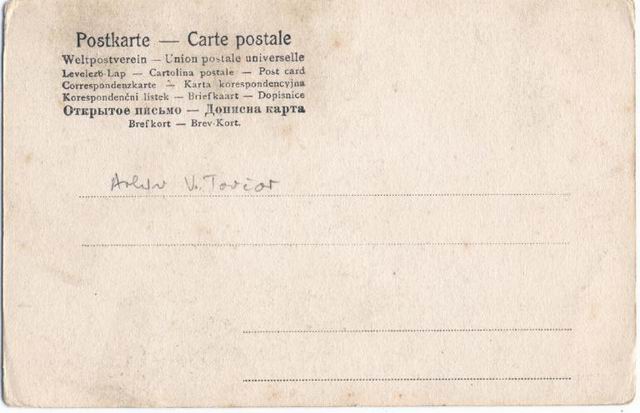 Postkarte — Carte postale
Weltpostverein — Union postale universelle
Levelező-Lap — Cartolina postale — Post card
Correspondenzkarte — Karta korespondencyjna
Korespondenční lístek — Briefkaart — Dopisnice
Открытое письмо — Дописна карта
Brefkort — Brev-Kort.
V.